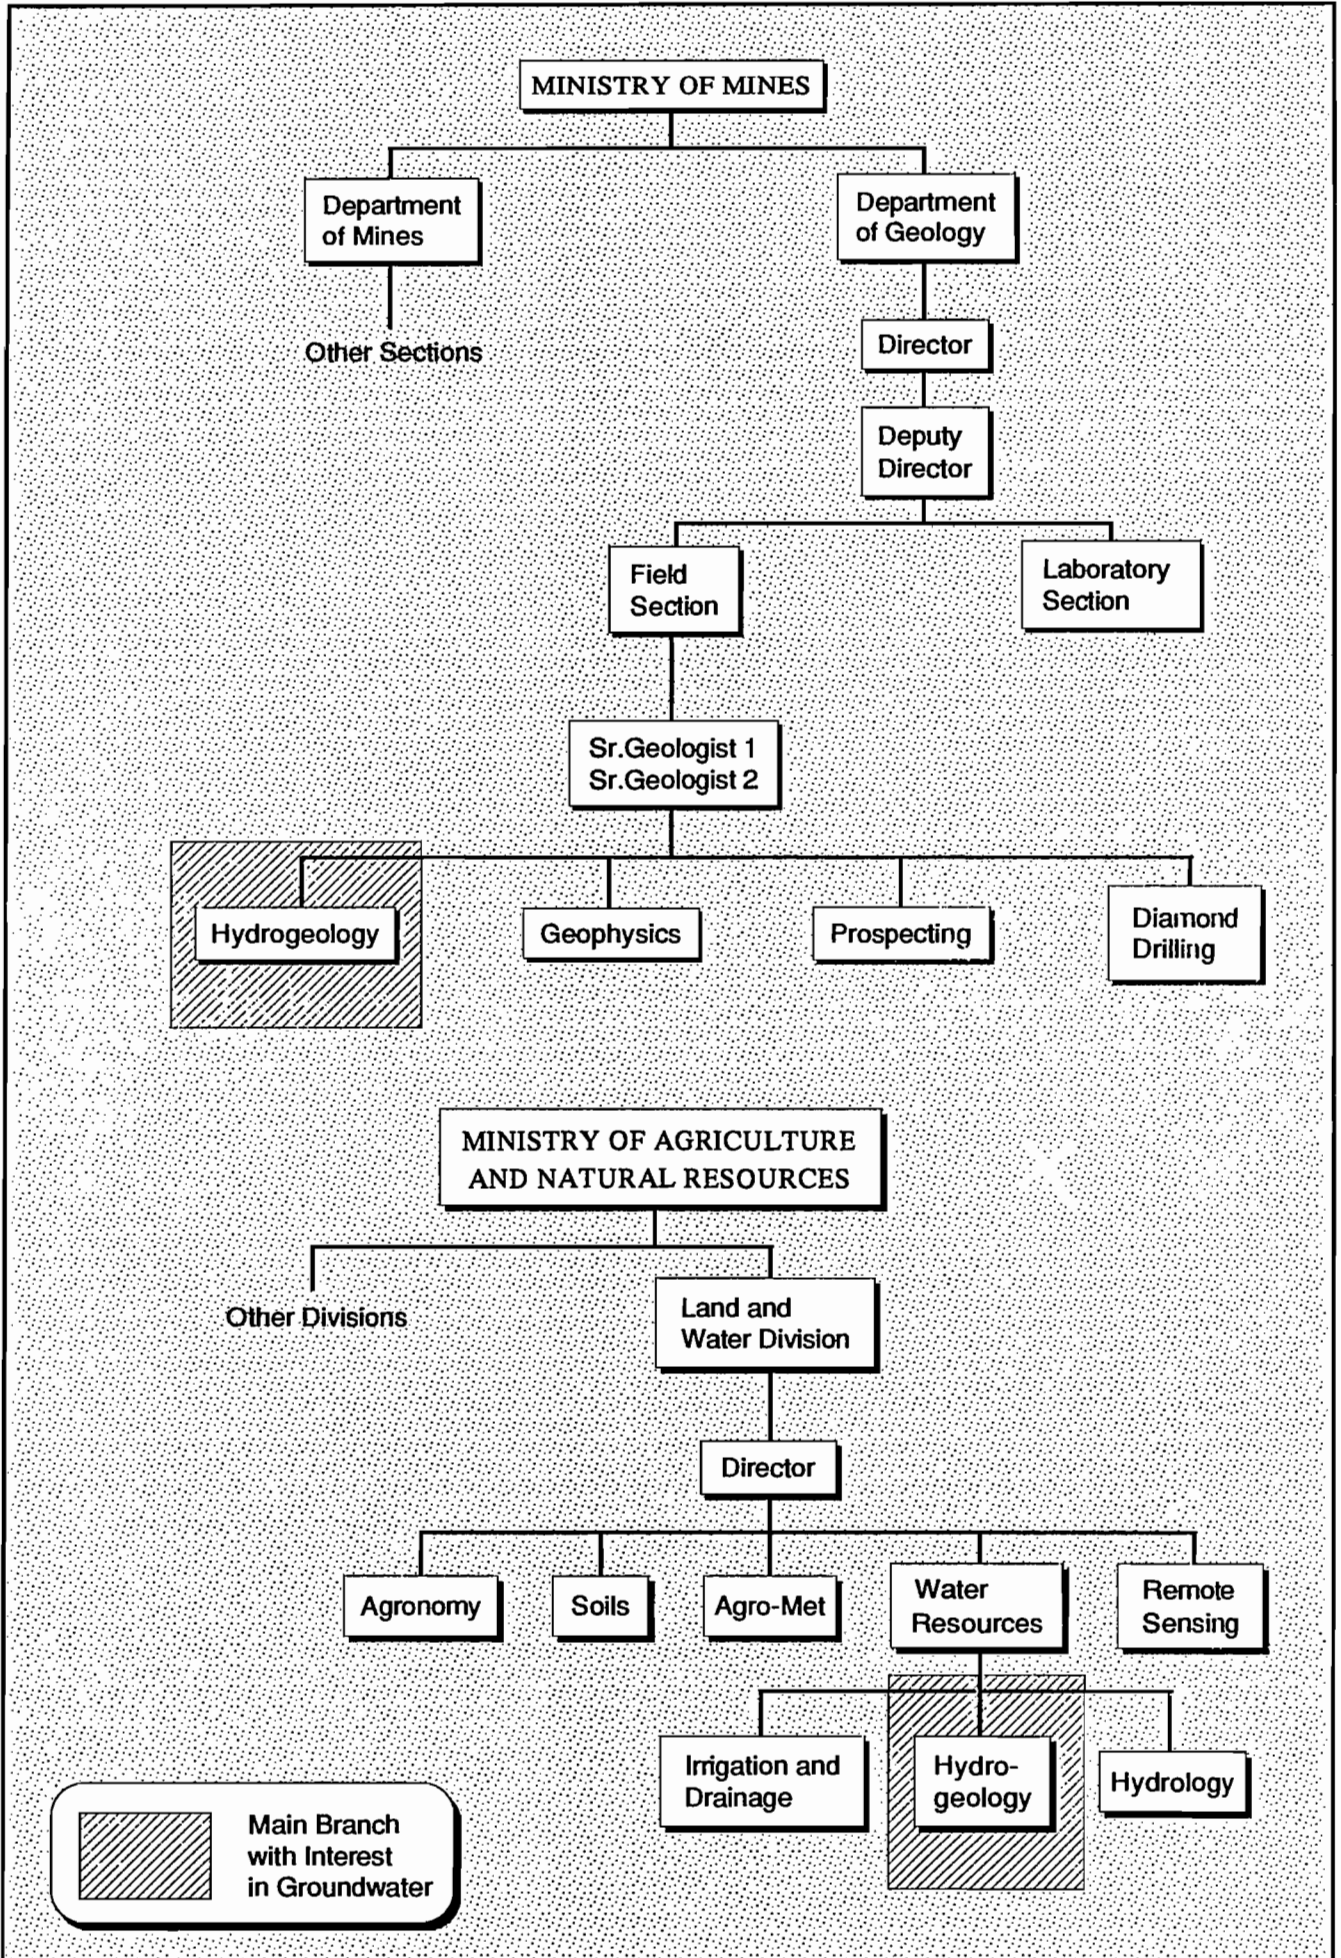 MINISTRY OF MINES
Department
of Mines
Department
of Geology
Other Sections
Director
Deputy
Director
Field
Section
Laboratory
Section
Sr.Geologist 1
Sr.Geologist 2
Hydrogeology
Geophysics
Prospecting
Diamond
Drilling
MINISTRY OF AGRICULTURE
AND NATURAL RESOURCES
Other Divisions
Land and
Water Division
Director
Agronomy
Soils
Agro-Met
Water
Resources
Remote
Sensing
Irrigation and
Drainage
Hydro-
geology
Hydrology
Main Branch
with Interest
in Groundwater